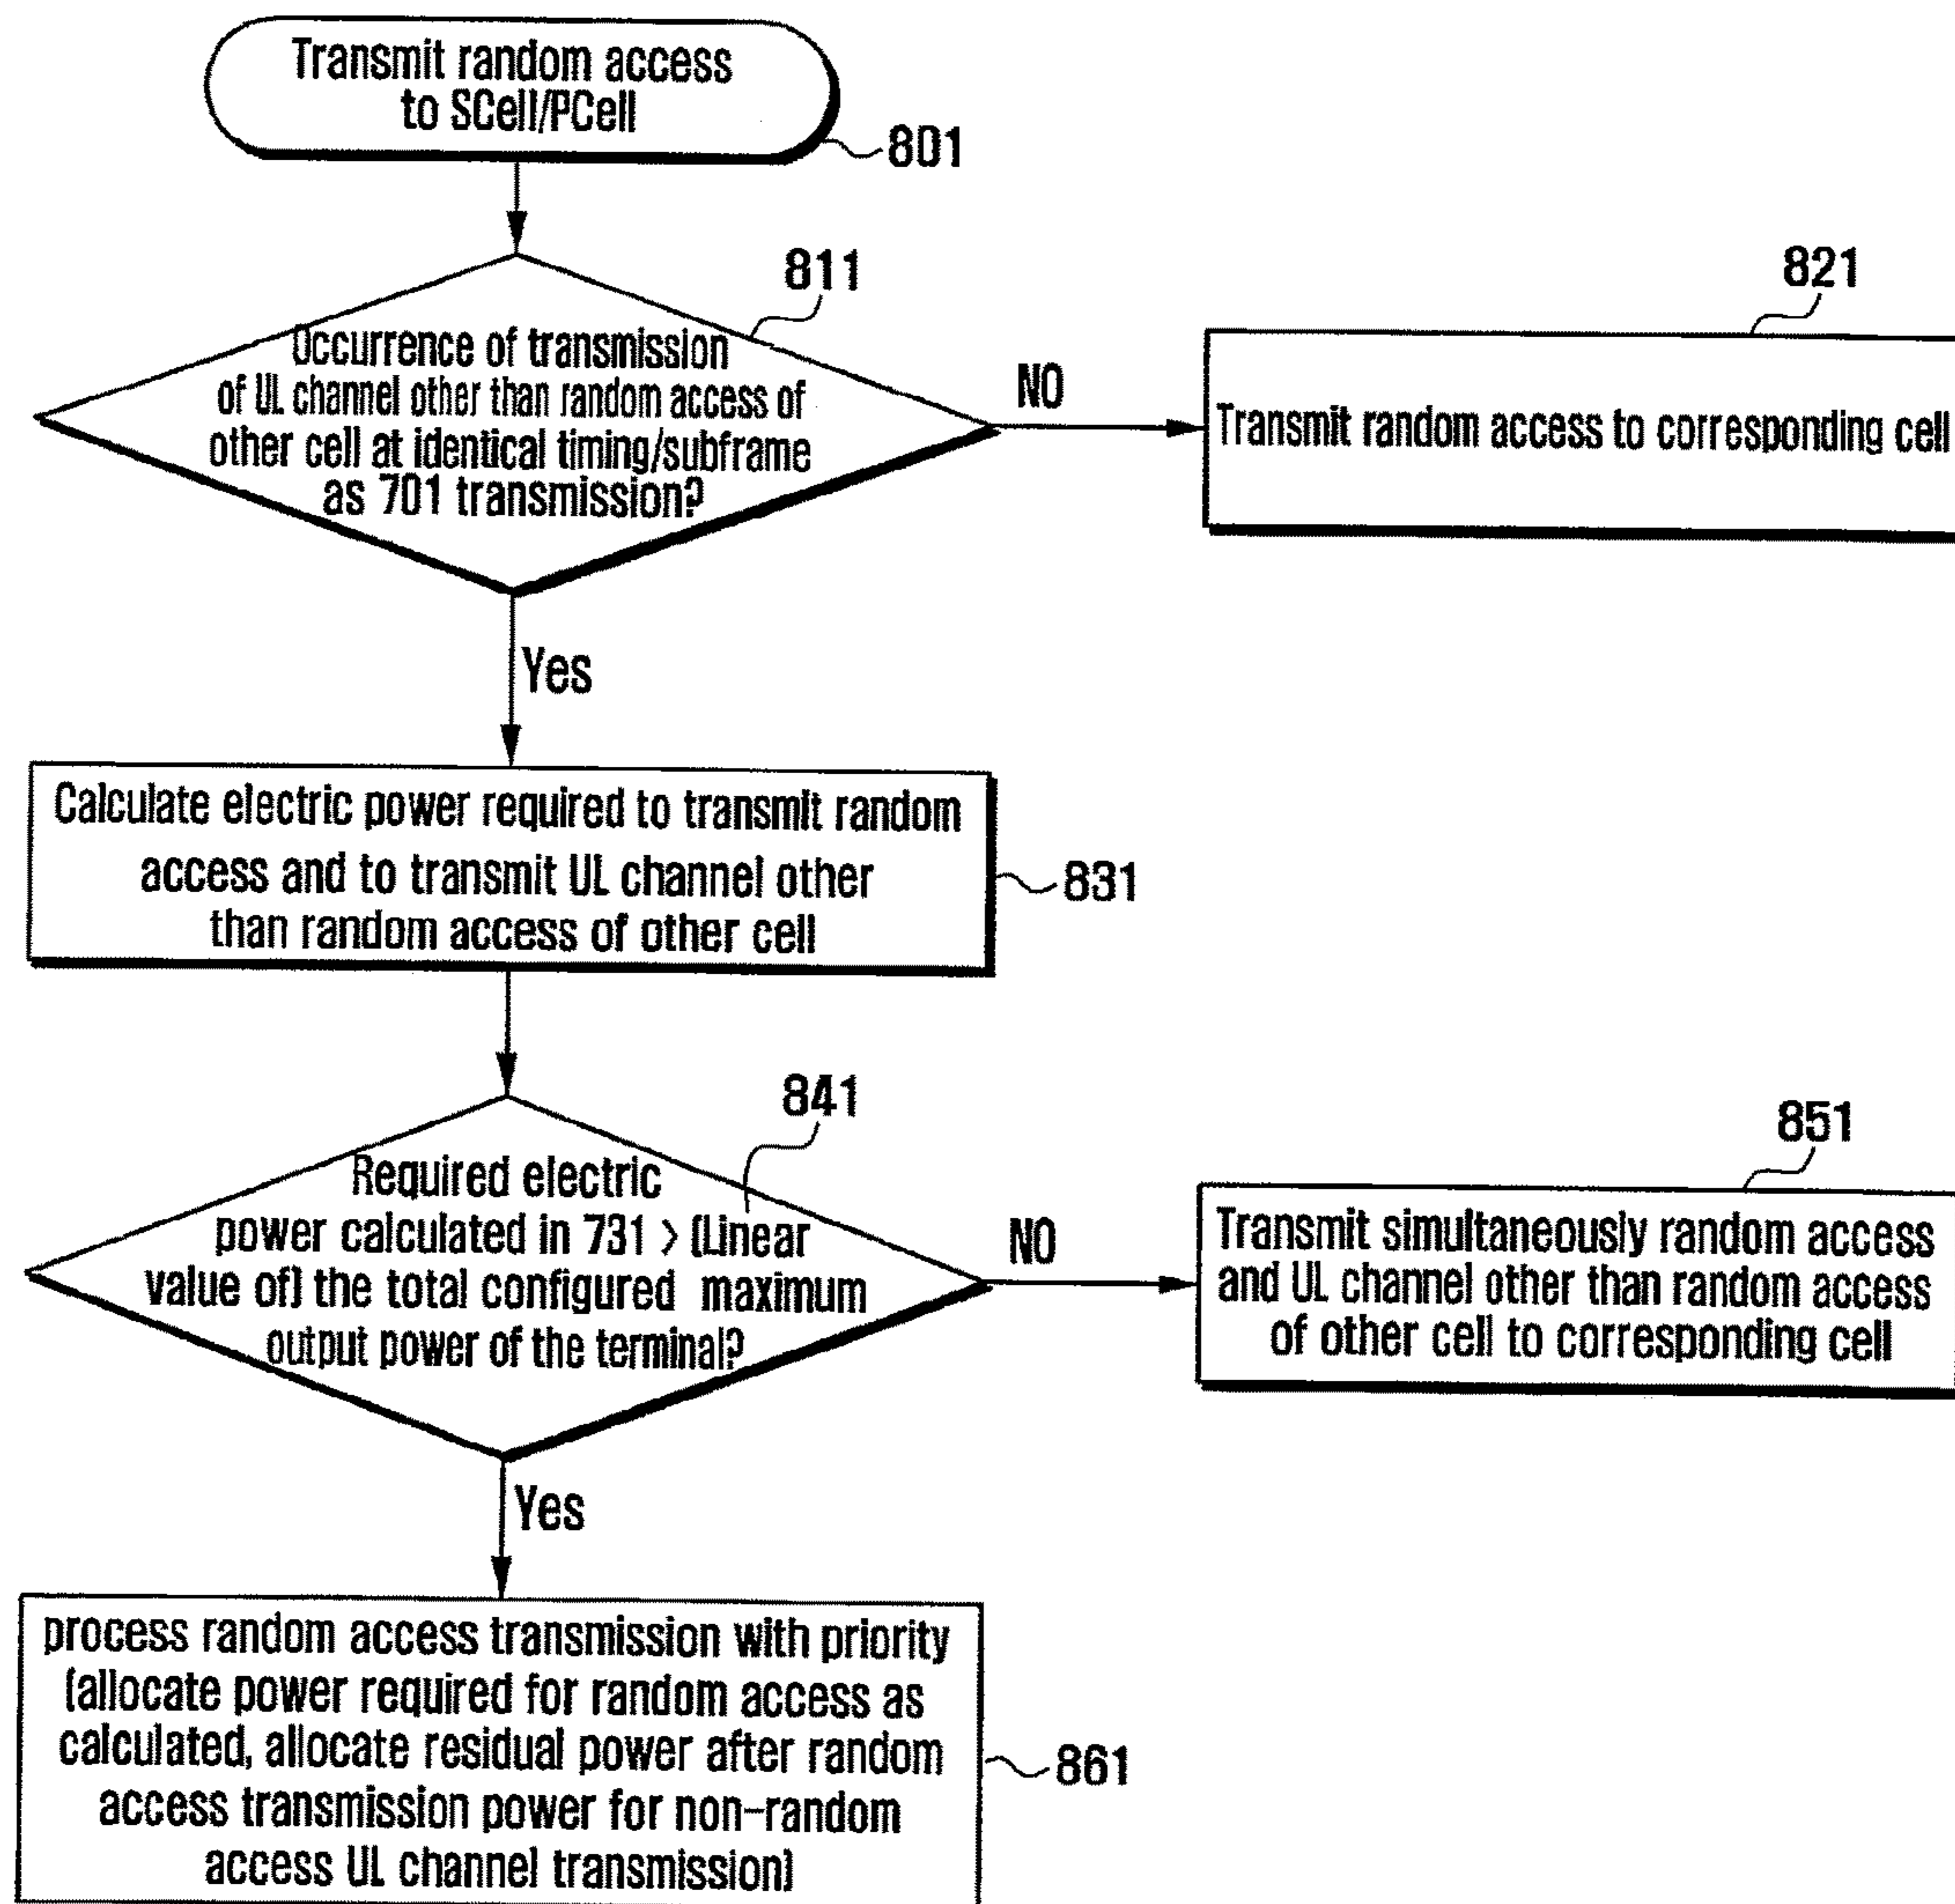 Transmit random access
to SCell/PCell
801
811
Occurrence of transmission
of UL channel other than random access of
other cell at identical timing/subframe
as 701 transmission?
NO
821
Transmit random access to corresponding cell
Yes
Calculate electric power required to transmit random
access and to transmit UL channel other
than random access of other cell
831
841
Required electric
power calculated in 731 > (Linear
value of) the total configured maximum
output power of the terminal?
NO
851
Transmit simultaneously random access
and UL channel other than random access
of other cell to corresponding cell
Yes
process random access transmission with priority
(allocate power required for random access as
calculated, allocate residual power after random
access transmission power for non-random
access UL channel transmission)
861